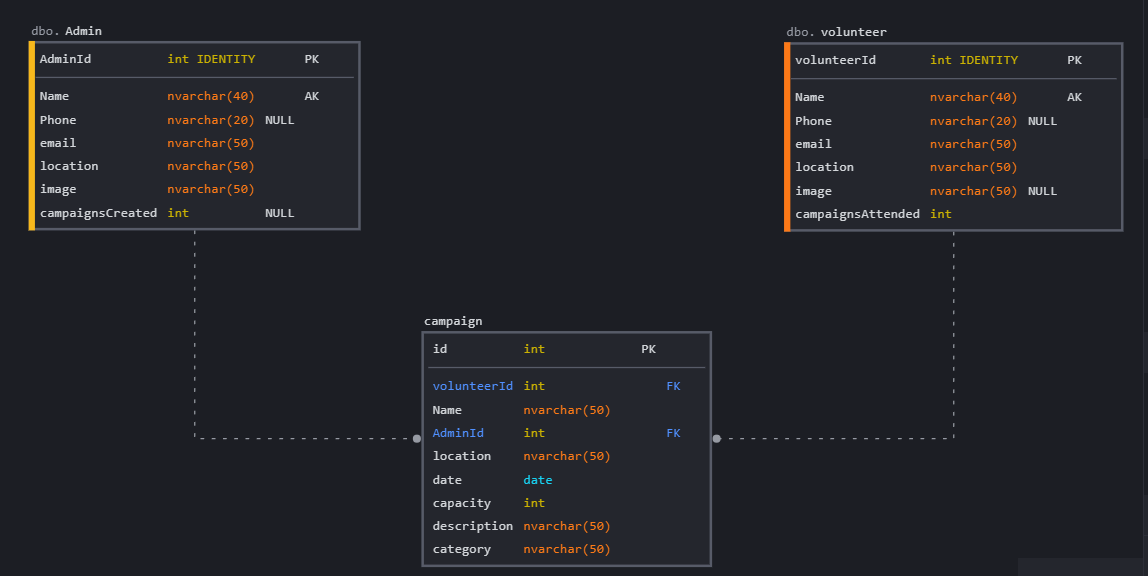 dbo. Admin
AdminId int IDENTITY PK
Name nvarchar(40) AK
Phone nvarchar(20) NULL
email nvarchar(50)
location nvarchar(50)
image nvarchar(50)
campaignsCreated int NULL
dbo. volunteer
volunteerId int IDENTITY PK
Name nvarchar(40) AK
Phone nvarchar(20) NULL
email nvarchar(50)
location nvarchar(50)
image nvarchar(50) NULL
campaignsAttended int
campaign
id int PK
volunteerId int FK
Name nvarchar(50)
AdminId int FK
location nvarchar(50)
date date
capacity int
description nvarchar(50)
category nvarchar(50)